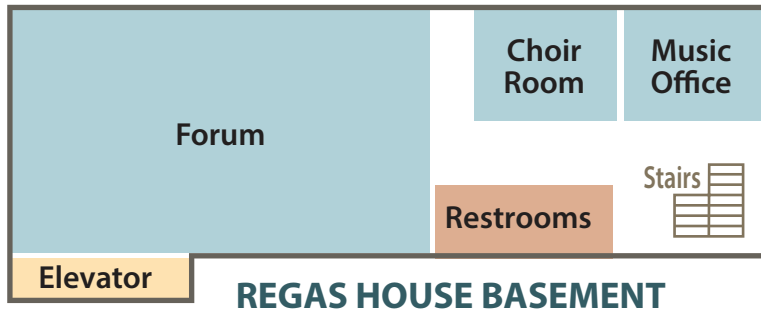 Choir
Room
Music
Office
Forum
Stairs
Restrooms
Elevator
REGAS HOUSE BASEMENT